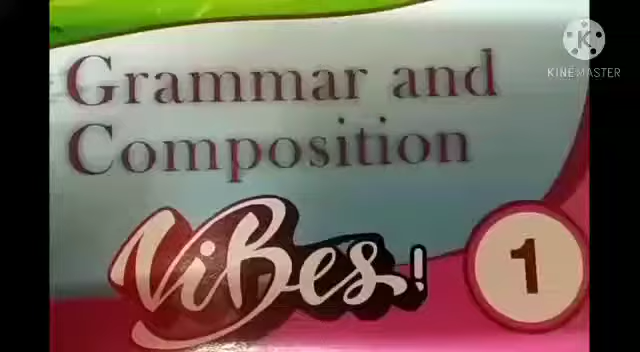 KINEMASTER
Grammar and
Composition
ViBes!
1